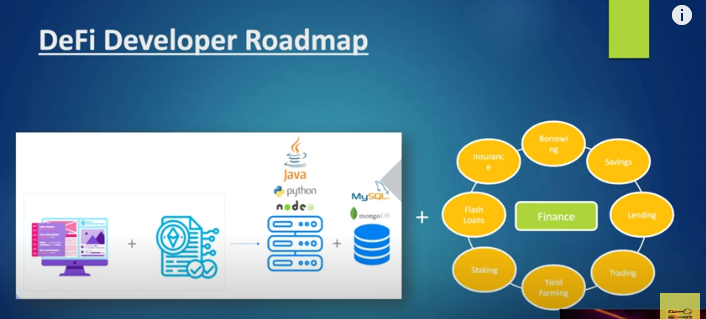 DeFi Developer Roadmap
Java
python
node
MySQL
mongoDB
+
+
+
Borrowi
ng
Savings
Lending
Trading
Yield
Farming
Staking
Flash
Loans
Insuranc
e
Finance
i